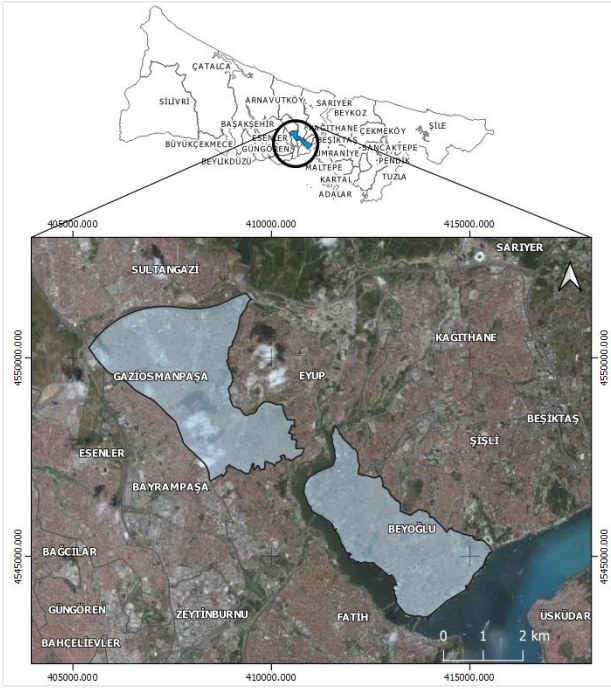 ÇATALCA
SİLİVRİ
ARNAVUTKÖY
SARIYER
BEYKOZ
ŞİLE
BAŞAKŞEHİR
KAĞITHANE
ÇEKMEKÖY
ESENLER
BEŞİKTAŞ
BÜYÜKÇEKMECE
GÜNGÖREN
SANCAKTEPE
ÜMRANİYE
BEYLİKDÜZÜ
PENDİK
MALTEPE
KARTAL
TUZLA
ADALAR
405000.000 410000.000 415000.000
SARIYER
SULTANGAZİ
4550000.000 4550000.000
KAĞITHANE
GAZİOSMANPAŞA
EYÜP
BEŞİKTAŞ
ŞİŞLİ
ESENLER
BAYRAMPAŞA
BEYOĞLU
BAĞCILAR
4545000.000 4545000.000
GÜNGÖREN
ZEYTİNBURNU
FATİH
ÜSKÜDAR
BAHÇELİEVLER
0 1 2 km
405000.000 410000.000 415000.000